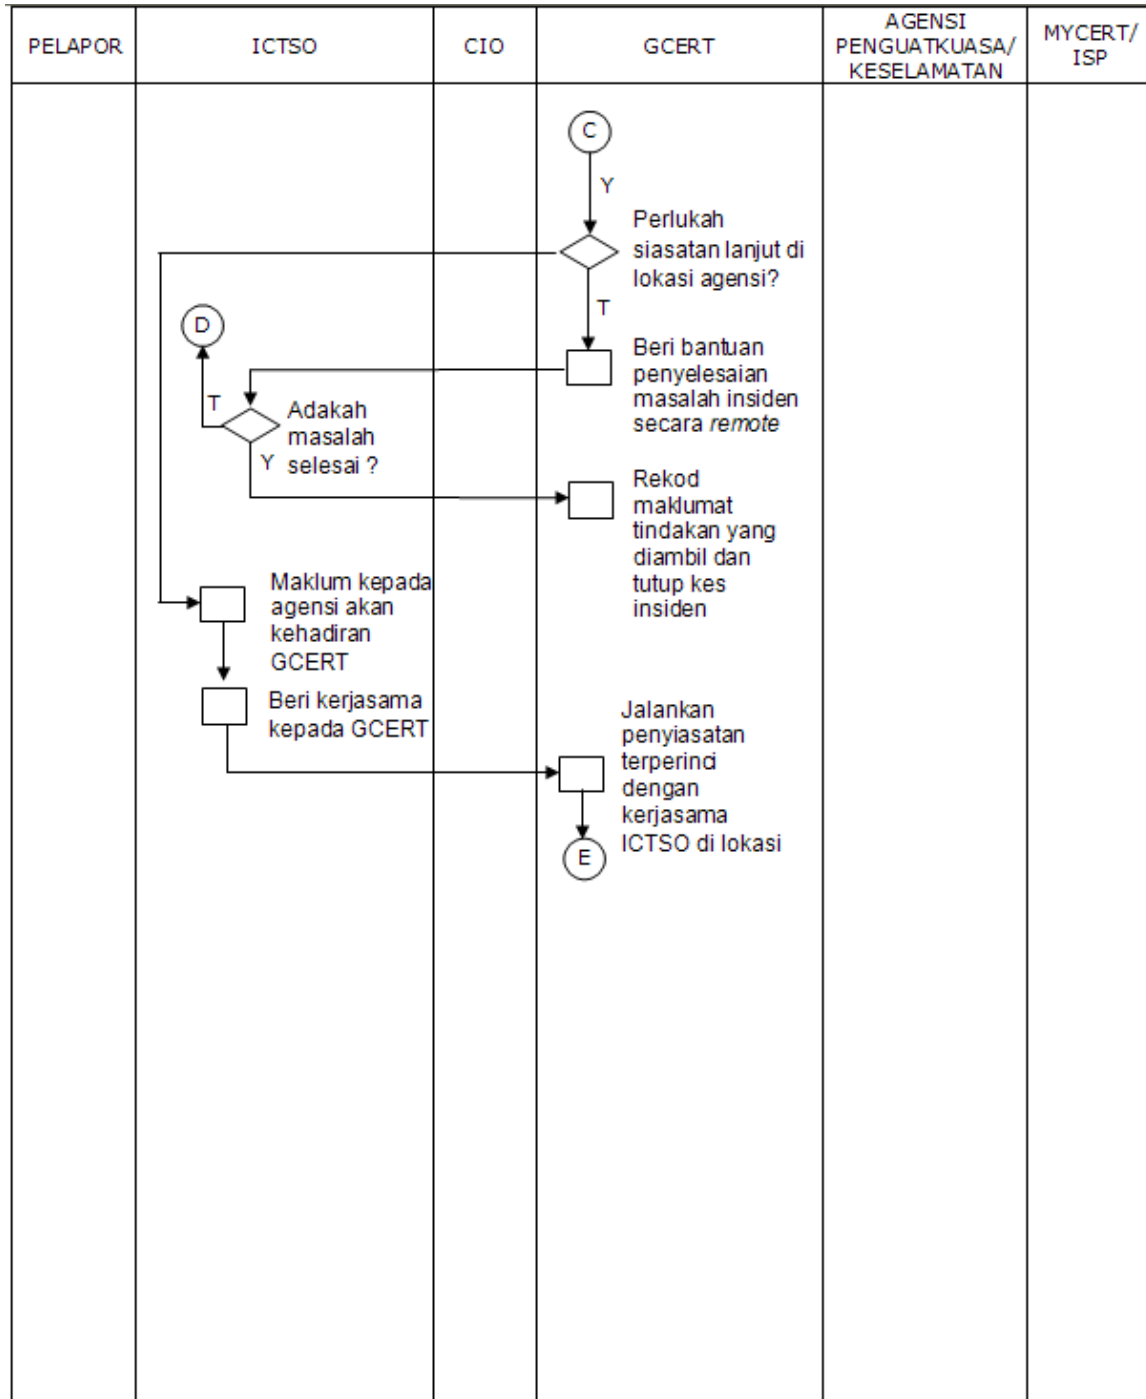 PELAPOR
ICTSO
CIO
GCERT
AGENSI
PENGUATKUASA/
KESELAMATAN
MYCERT/
ISP
C
Y
Perlukah
siasatan lanjut di
lokasi agensi?
T
D
Beri bantuan
penyelesaian
masalah insiden
secara remote
T
Adakah
masalah
selesai ?
Y
Rekod
maklumat
tindakan yang
diambil dan
tutup kes
insiden
Maklum kepada
agensi akan
kehadiran
GCERT
Beri kerjasama
kepada GCERT
Jalankan
penyiasatan
terperinci
dengan
kerjasama
ICTSO di lokasi
E